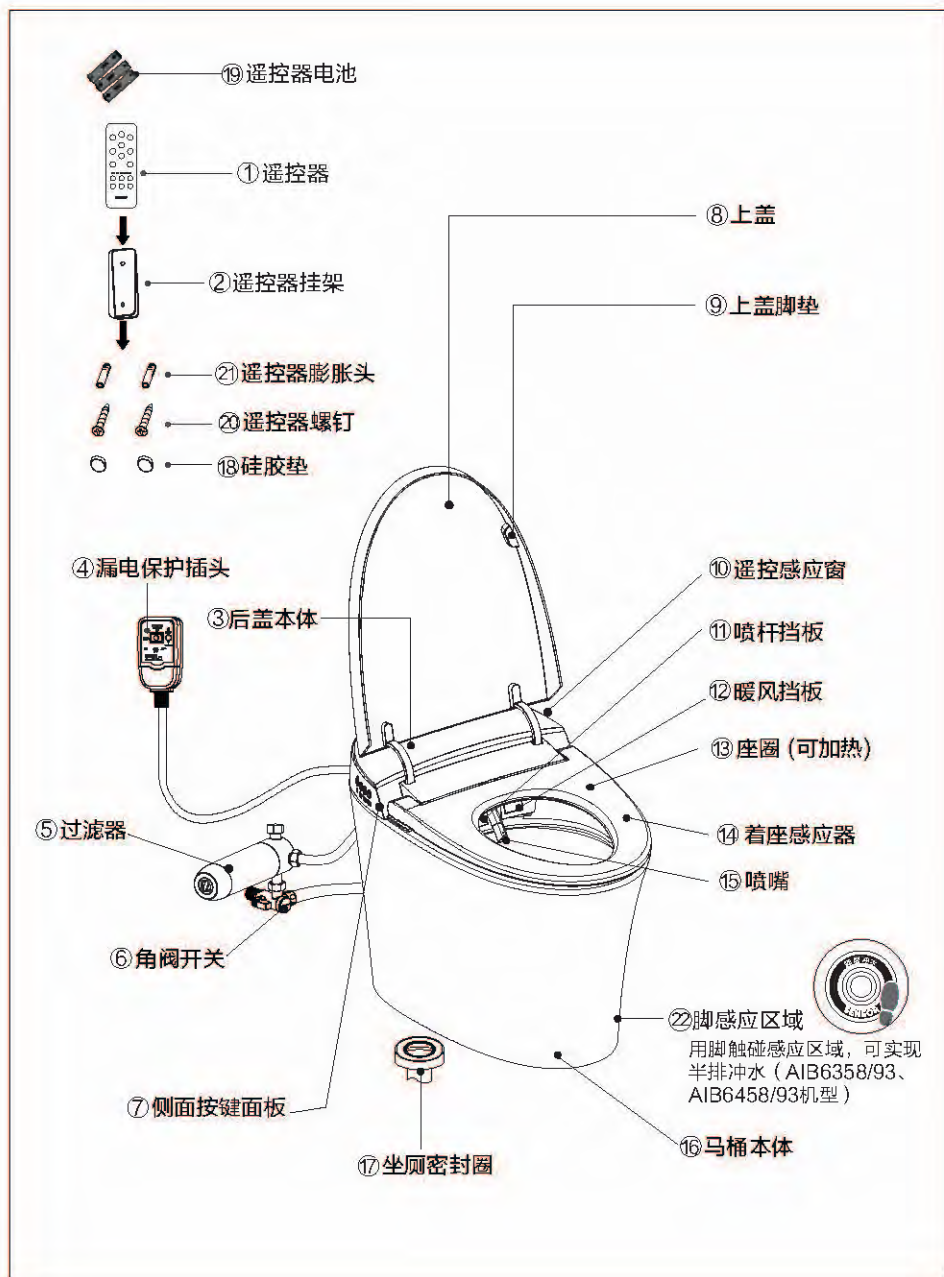 ⑲遥控器电池
①遥控器
⑧上盖
②遥控器挂架
⑨上盖脚垫
㉑遥控器膨胀头
⑳遥控器螺钉
⑱硅胶垫
④漏电保护插头
⑩遥控感应窗
③后盖本体
⑪喷杆挡板
⑫暖风挡板
⑬座圈 (可加热)
⑤过滤器
⑭着座感应器
⑮喷嘴
⑥角阀开关
㉒脚感应区域
用脚触碰感应区域，可实现
半排冲水（AIB6358/93、
AIB6458/93机型）
⑦侧面按键面板
⑯马桶本体
⑰坐厕密封圈